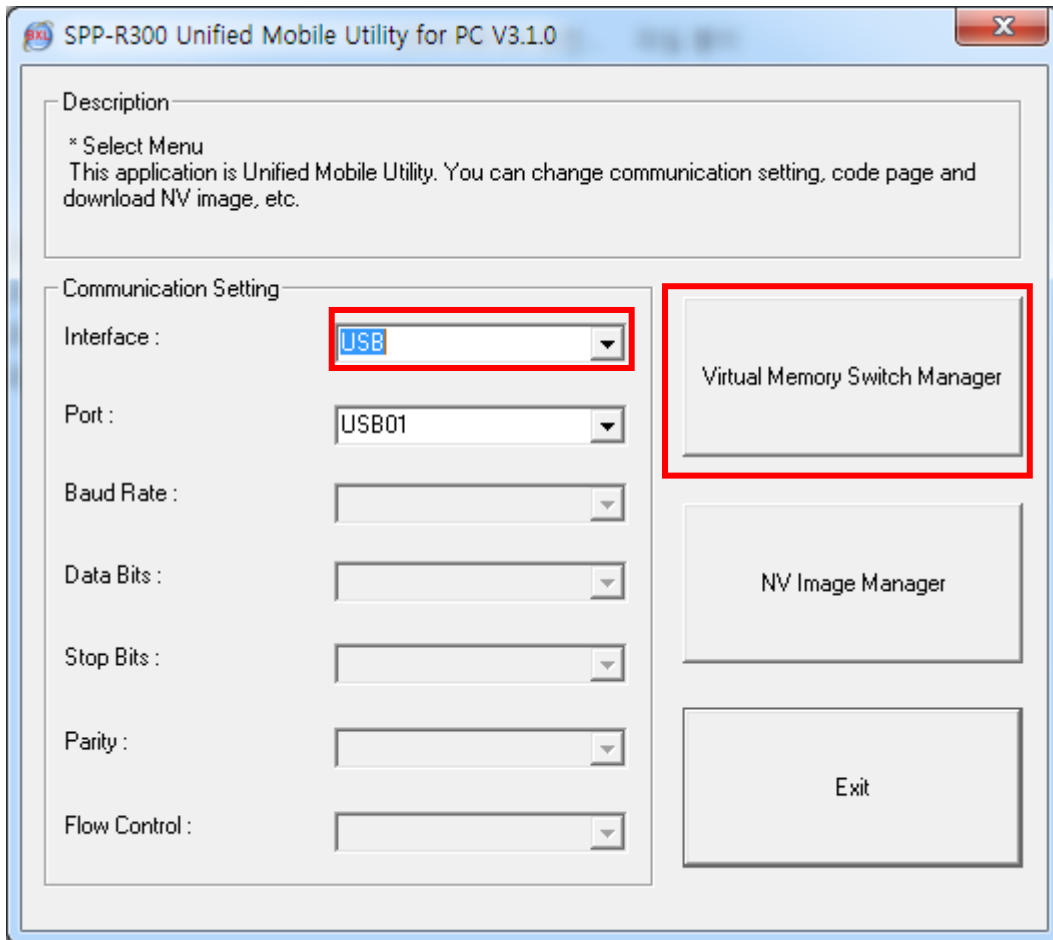 BXL SPP-R300 Unified Mobile Utility for PC V3.1.0
Description
* Select Menu
This application is Unified Mobile Utility. You can change communication setting, code page and
download NV image, etc.
Communication Setting
Interface :
USB
Port :
USB01
Baud Rate :
Data Bits :
Stop Bits :
Parity :
Flow Control :
Virtual Memory Switch Manager
NV Image Manager
Exit